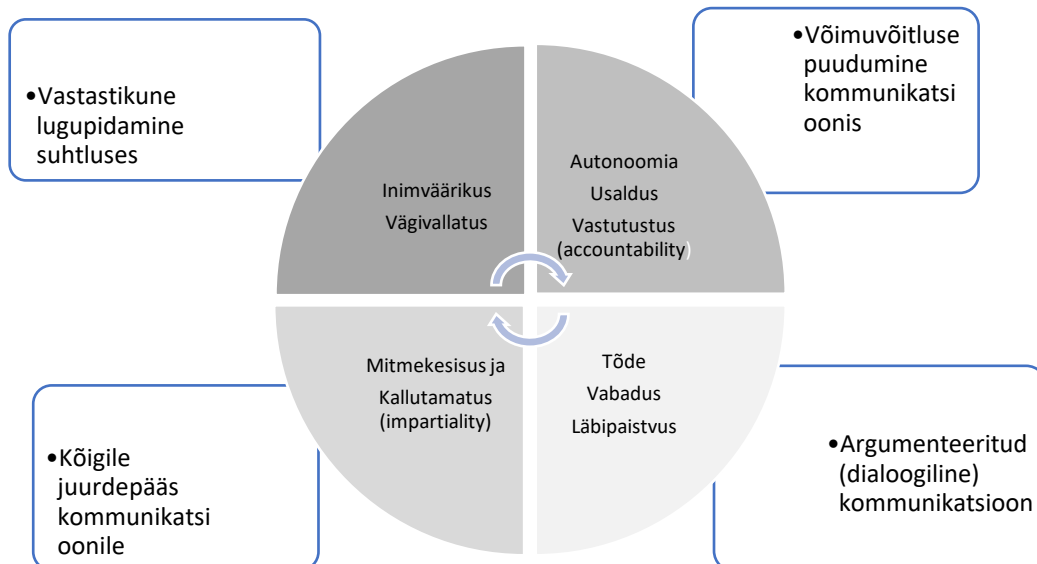 •Vastastikune
lugupidamine
suhtluses
•Võimuvõitluse
puudumine
kommunikatsi
oonis
Inimväärikus
Vägivallatus
Autonoomia
Usaldus
Vastutustus
(accountability)
Mitmekesisus ja
Kallutamatus
(impartiality)
Tõde
Vabadus
Läbipaistvus
•Kõigile
juurdepääs
kommunikatsi
oonile
•Argumenteeritud
(dialoogiline)
kommunikatsioon